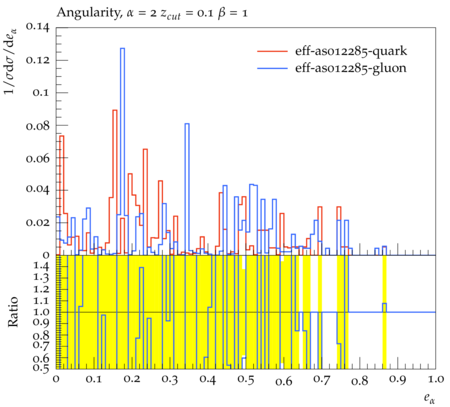 Angularity, α = 2 z_cut = 0.1 β = 1
1/σdσ/de_α
0.14
0.12
0.1
0.08
0.06
0.04
0.02
0
eff-as012285-quark
eff-as012285-gluon
Ratio
1.4
1.3
1.2
1.1
1.0
0.9
0.8
0.7
0.6
0.5
0 0.1 0.2 0.3 0.4 0.5 0.6 0.7 0.8 0.9 1.0
e_α